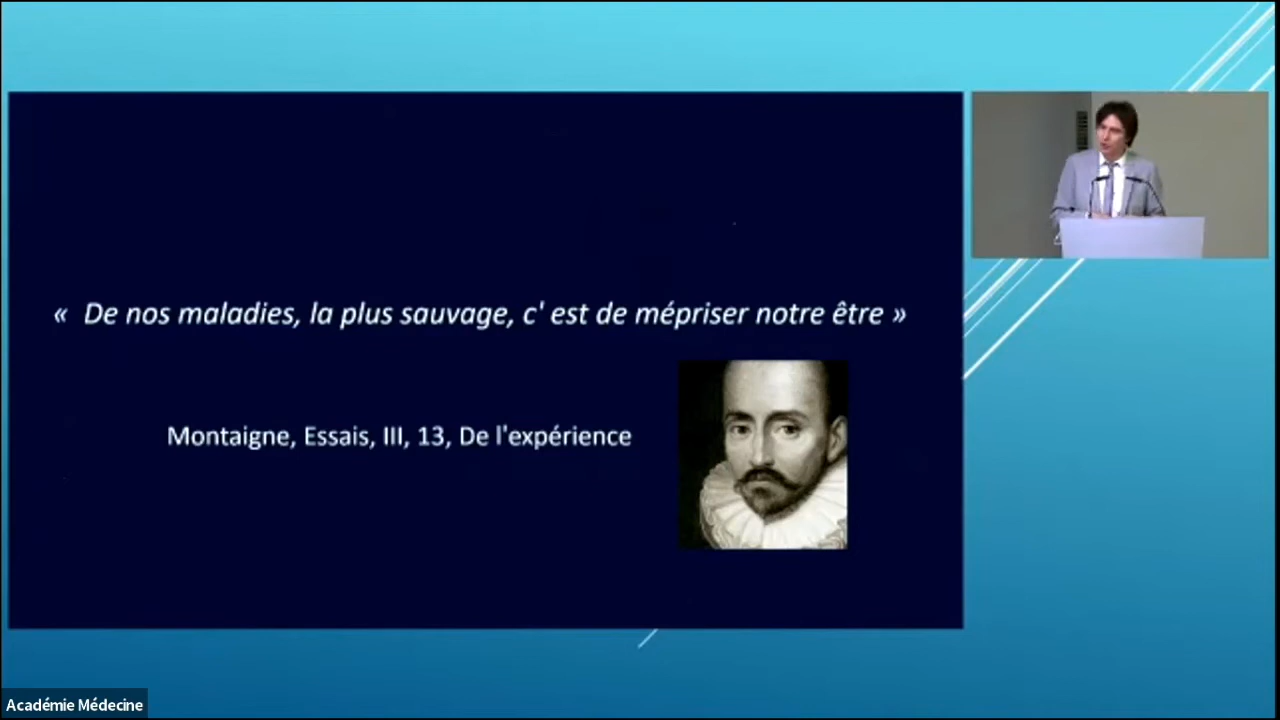 « De nos maladies, la plus sauvage, c' est de mépriser notre être »
Montaigne, Essais, III, 13, De l'expérience
Académie Médecine